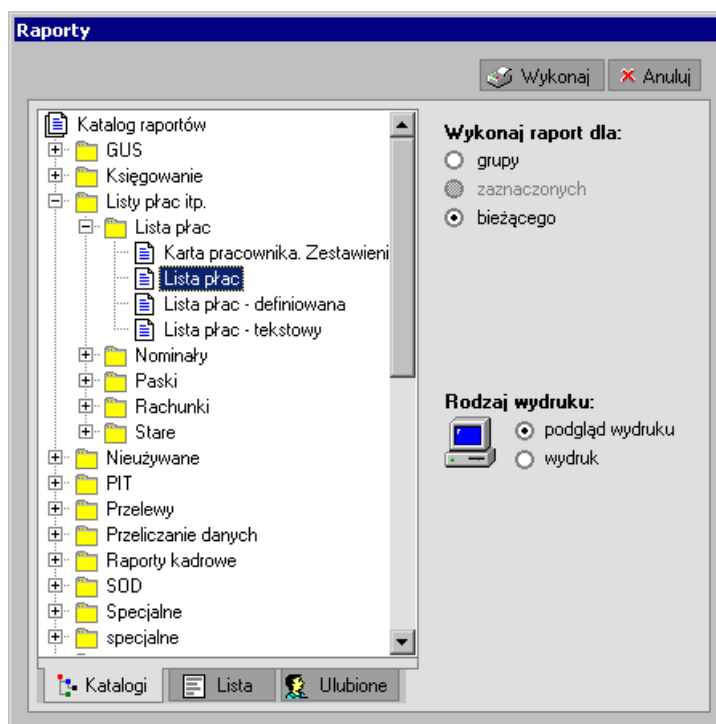 Raporty
Wykonaj
Anuluj
Katalog raportów
GUS
Księgowanie
Listy płac itp.
Lista płac
Karta pracownika. Zestawieni
Lista płac
Lista płac - definiowana
Lista płac - tekstowy
Nominały
Paski
Rachunki
Stare
Nieużywane
PIT
Przelewy
Przeliczanie danych
Raporty kadrowe
SOD
Specjalne
specjalne
Katalogi
Lista
Ulubione
Wykonaj raport dla:
grupy
zaznaczonych
bieżącego
Rodzaj wydruku:
podgląd wydruku
wydruk